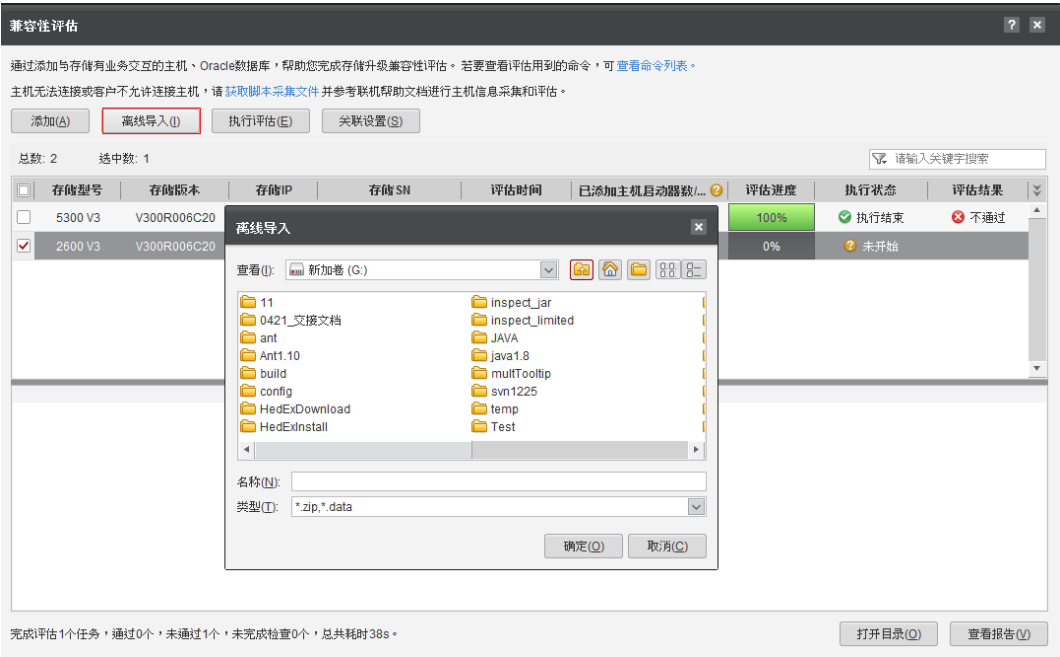 兼容性评估
通过添加与存储有业务交互的主机、Oracle数据库，帮助您完成存储升级兼容性评估。若要查看评估用到的命令，可 查看命令列表。
主机无法连接或客户不允许连接主机，请 获取脚本采集文件 并参考联机帮助文档进行主机信息采集和评估。
添加(A) 离线导入(I) 执行评估(E) 关联设置(S)
总数: 2 选中数: 1 请输入关键字搜索
存储型号 存储版本 存储IP 存储SN 评估时间 已添加主机启动器数/... 评估进度 执行状态 评估结果
5300 V3 V300R006C20 100% 执行结束 不通过
2600 V3 V300R006C20 0% 未开始
离线导入
查看(I): 新加卷 (G:)
11 inspect_jar
0421_交接文档 inspect_limited
ant JAVA
Ant1.10 java1.8
build multTooltip
config svn1225
HedExDownload temp
HedExInstall Test
名称(N):
类型(T): *.zip,*.data
确定(O) 取消(C)
完成评估1个任务，通过0个，未通过1个，未完成检查0个，总共耗时38s。 打开目录(O) 查看报告(V)